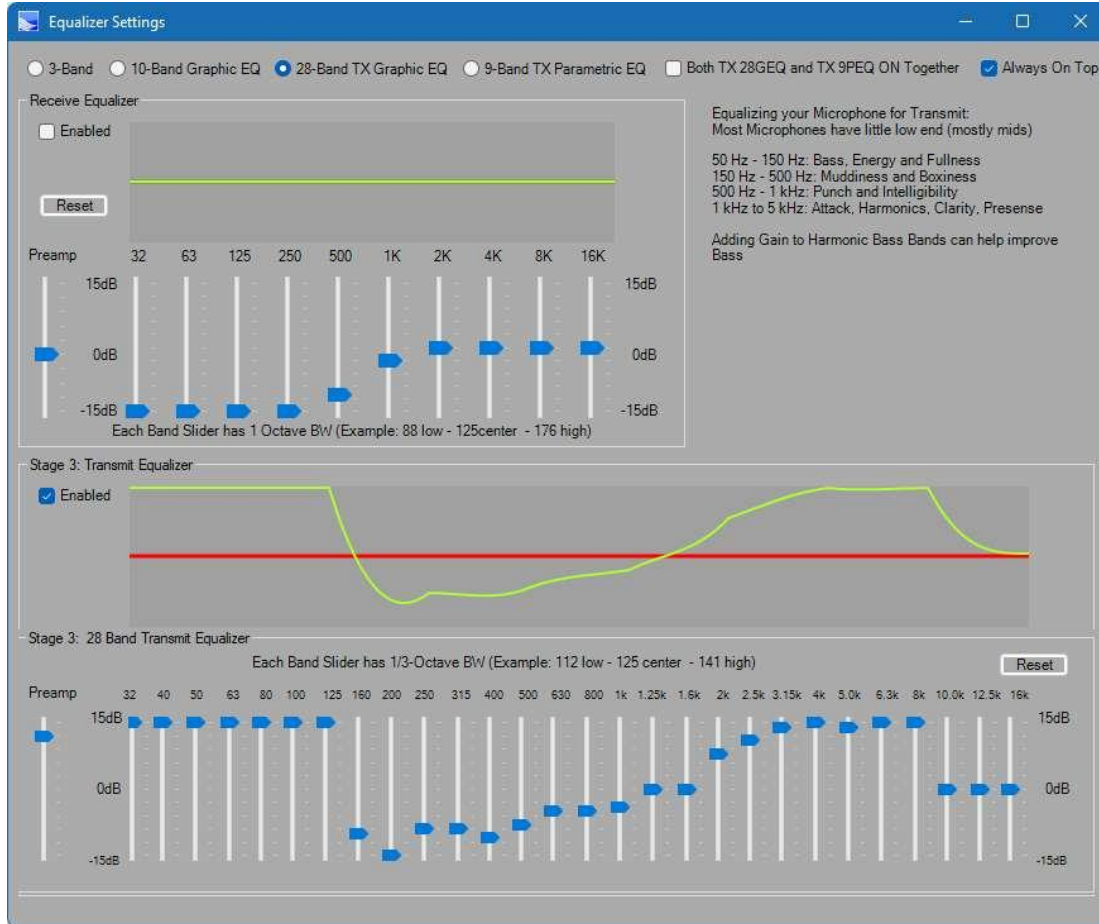 Equalizer Settings
3-Band 10-Band Graphic EQ 28-Band TX Graphic EQ 9-Band TX Parametric EQ Both TX 28GEQ and TX 9PEQ ON Together Always On Top
Receive Equalizer
Enabled
Reset
Preamp 32 63 125 250 500 1K 2K 4K 8K 16K
15dB 15dB
0dB 0dB
-15dB -15dB
Each Band Slider has 1 Octave BW (Example: 88 low - 125center - 176 high)
Equalizing your Microphone for Transmit:
Most Microphones have little low end (mostly mids)
50 Hz - 150 Hz: Bass, Energy and Fullness
150 Hz - 500 Hz: Muddiness and Boxiness
500 Hz - 1 kHz: Punch and Intelligibility
1 kHz to 5 kHz: Attack, Harmonics, Clarity, Presense
Adding Gain to Harmonic Bass Bands can help improve
Bass
Stage 3: Transmit Equalizer
Enabled
Stage 3: 28 Band Transmit Equalizer
Each Band Slider has 1/3-Octave BW (Example: 112 low - 125 center - 141 high)
Reset
Preamp 32 40 50 63 80 100 125 160 200 250 315 400 500 630 800 1k 1.25k 1.6k 2k 2.5k 3.15k 4k 5.0k 6.3k 8k 10.0k 12.5k 16k
15dB 15dB
0dB 0dB
-15dB -15dB